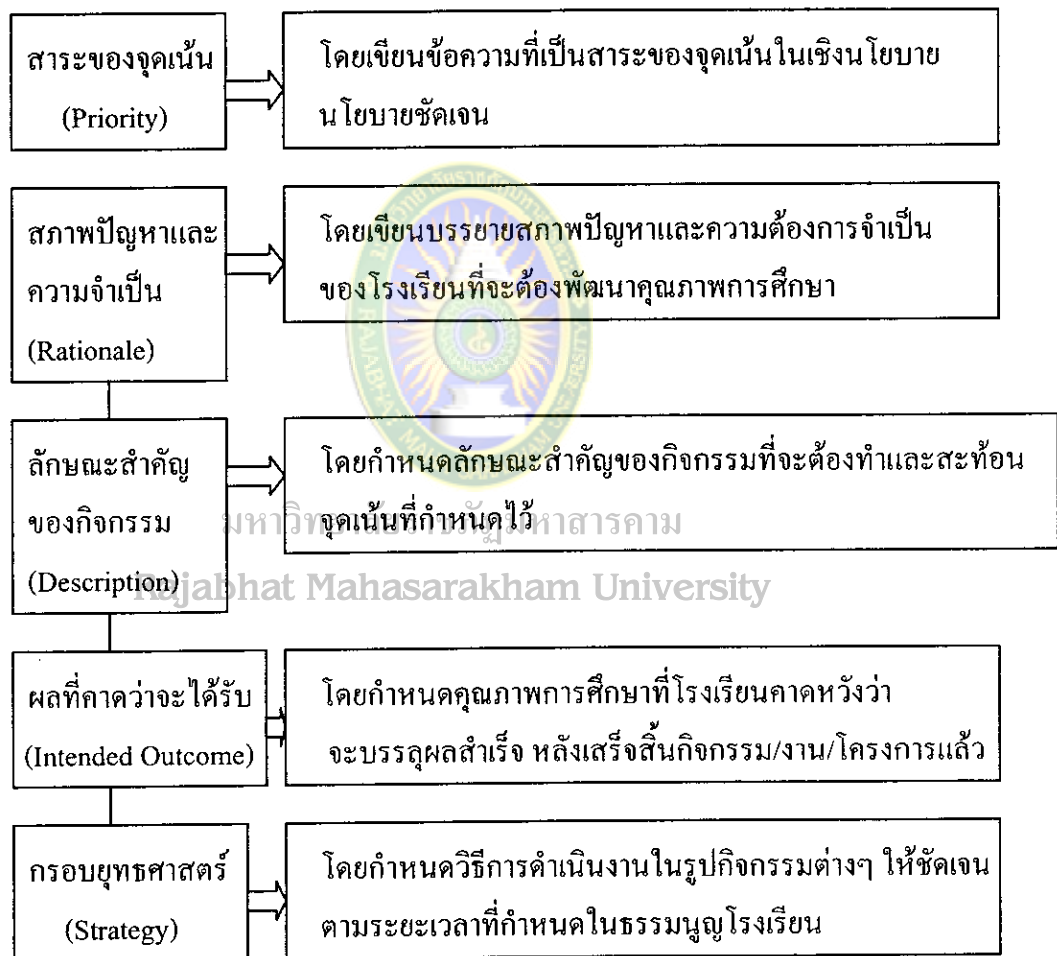 สาระของจุดเน้น
(Priority)
โดยเขียนข้อความที่เป็นสาระของจุดเน้นในเชิงนโยบาย
นโยบายชัดเจน
สภาพปัญหาและ
ความจำเป็น
(Rationale)
โดยเขียนบรรยายสภาพปัญหาและความต้องการจำเป็น
ของโรงเรียนที่จะต้องพัฒนาคุณภาพการศึกษา
ลักษณะสำคัญ
ของกิจกรรม
(Description)
โดยกำหนดลักษณะสำคัญของกิจกรรมที่จะต้องทำและสะท้อน
จุดเน้นที่กำหนดไว้
มหาวิทยาลัยราชภัฏมหาสารคาม
Rajabhat Mahasarakham University
ผลที่คาดว่าจะได้รับ
(Intended Outcome)
โดยกำหนดคุณภาพการศึกษาที่โรงเรียนคาดหวังว่า
จะบรรลุผลสำเร็จ หลังเสร็จสิ้นกิจกรรม/งาน/โครงการแล้ว
กรอบยุทธศาสตร์
(Strategy)
โดยกำหนดวิธีการดำเนินงานในรูปกิจกรรมต่างๆ ให้ชัดเจน
ตามระยะเวลาที่กำหนดในธรรมนูญโรงเรียน